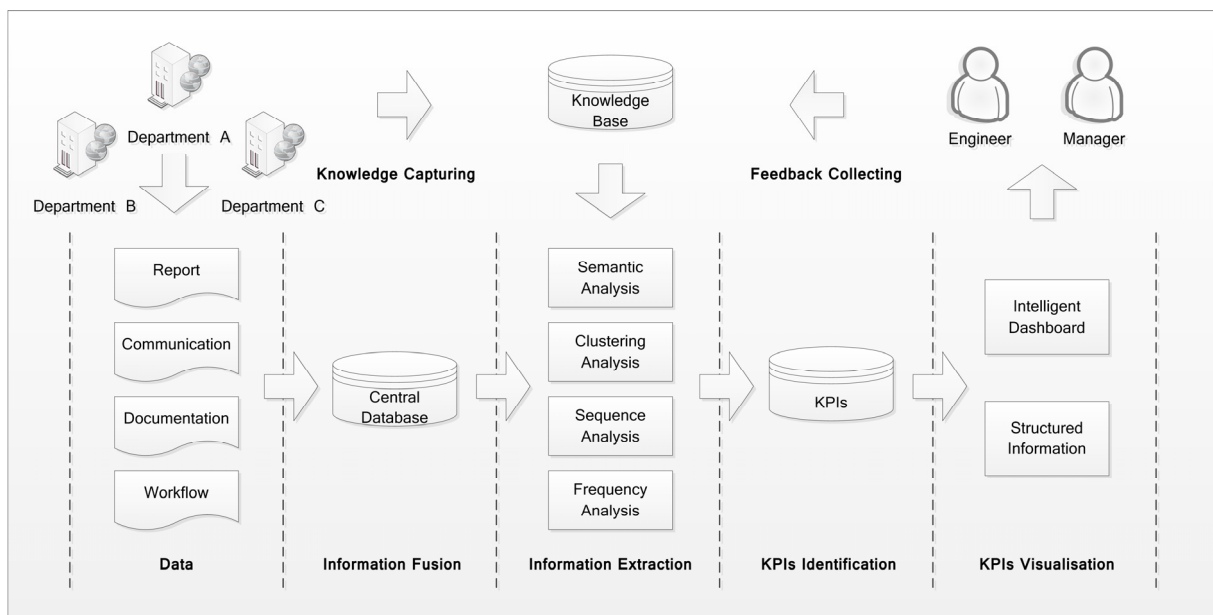 Department A
Department B
Department C
Knowledge Capturing
Knowledge
Base
Feedback Collecting
Engineer
Manager
Report
Communication
Documentation
Workflow
Data
Central
Database
Information Fusion
Semantic
Analysis
Clustering
Analysis
Sequence
Analysis
Frequency
Analysis
Information Extraction
KPIs
KPIs Identification
Intelligent
Dashboard
Structured
Information
KPIs Visualisation